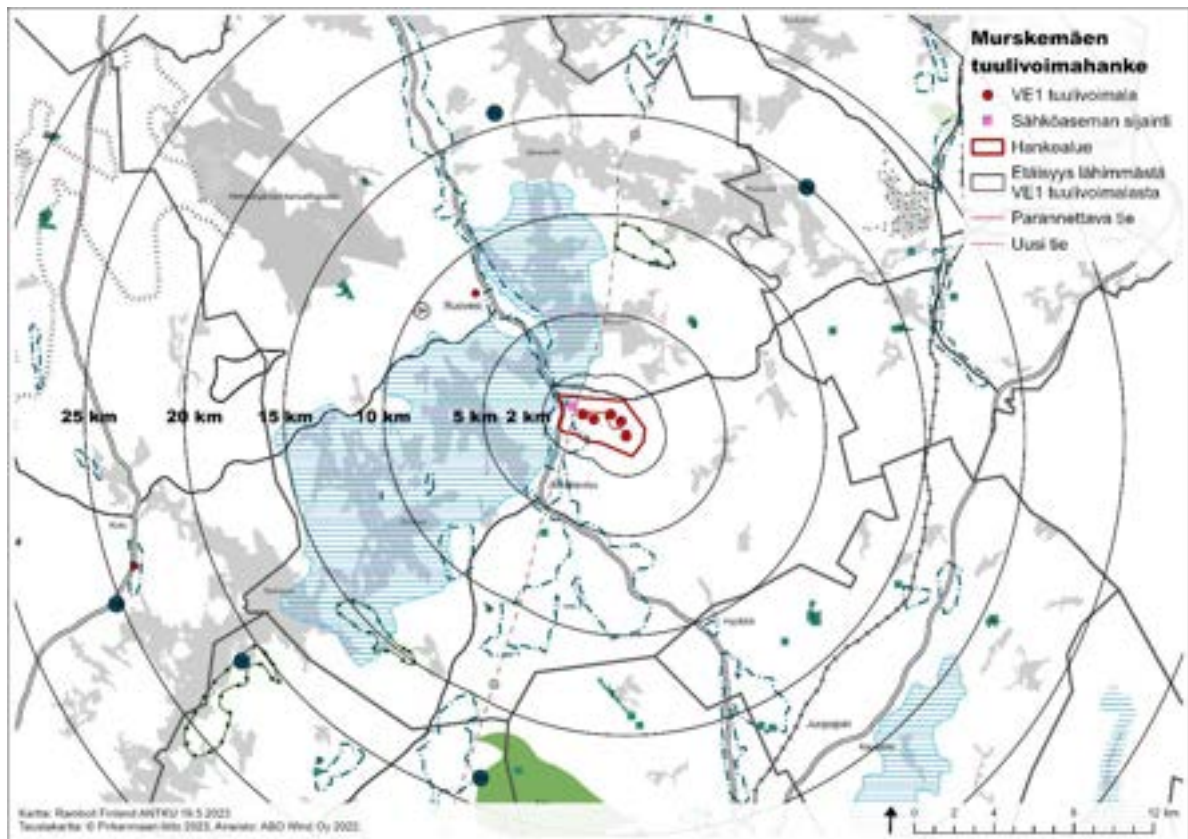 Murskemäen
tuulivoimahanke
VE1 tuulivoimala
Sähköaseman sijainti
Hankealue
Etäisyys lähimmästä
VE1 tuulivoimalasta
Parannettava tie
Uusi tie
Ruovesi
25 km 20 km 15 km 10 km 5 km 2 km
Juupajoki
Kartta: Ramboll Finland ANTKU 19.5.2023
Taustakartta: © Pirkanmaan liitto 2023, Aineisto: ABO Wind Oy 2022.
0 2 4 8 12 km